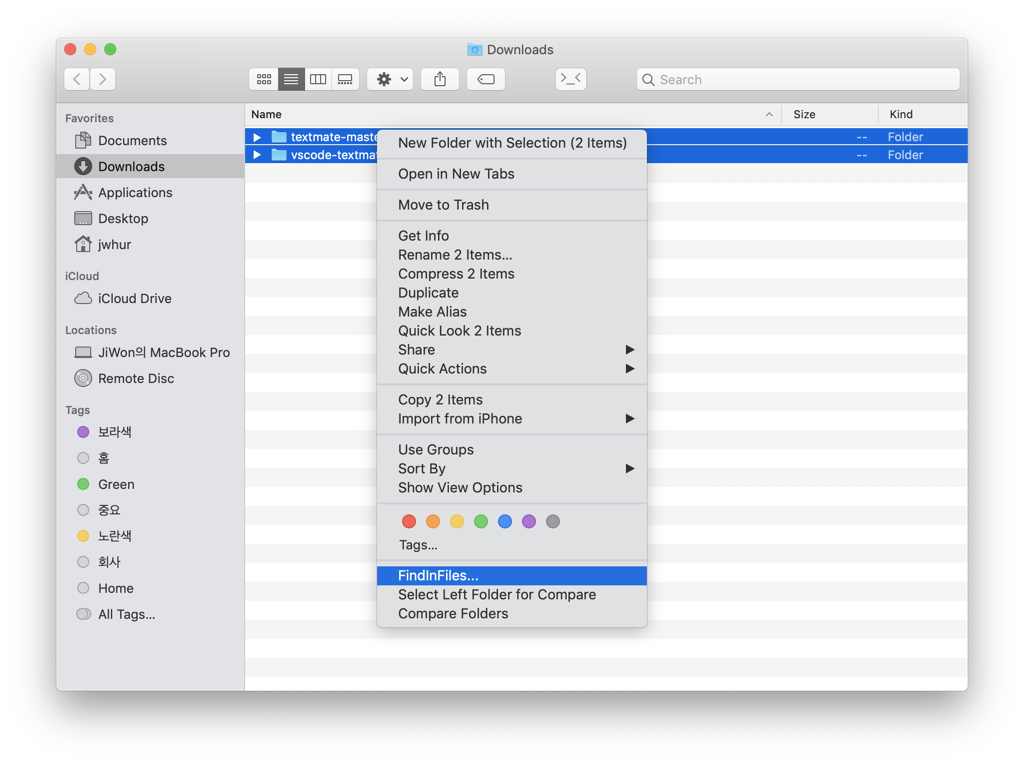 Downloads
>_<
Search
Favorites
Documents
Downloads
Applications
Desktop
jwhur
iCloud
iCloud Drive
Locations
JiWon의 MacBook Pro
Remote Disc
Tags
보라색
홈
Green
중요
노란색
회사
Home
All Tags...
Name Size Kind
textmate-maste -- Folder
vscode-textma -- Folder
New Folder with Selection (2 Items)
Open in New Tabs
Move to Trash
Get Info
Rename 2 Items...
Compress 2 Items
Duplicate
Make Alias
Quick Look 2 Items
Share
Quick Actions
Copy 2 Items
Import from iPhone
Use Groups
Sort By
Show View Options
Tags...
FindInFiles...
Select Left Folder for Compare
Compare Folders